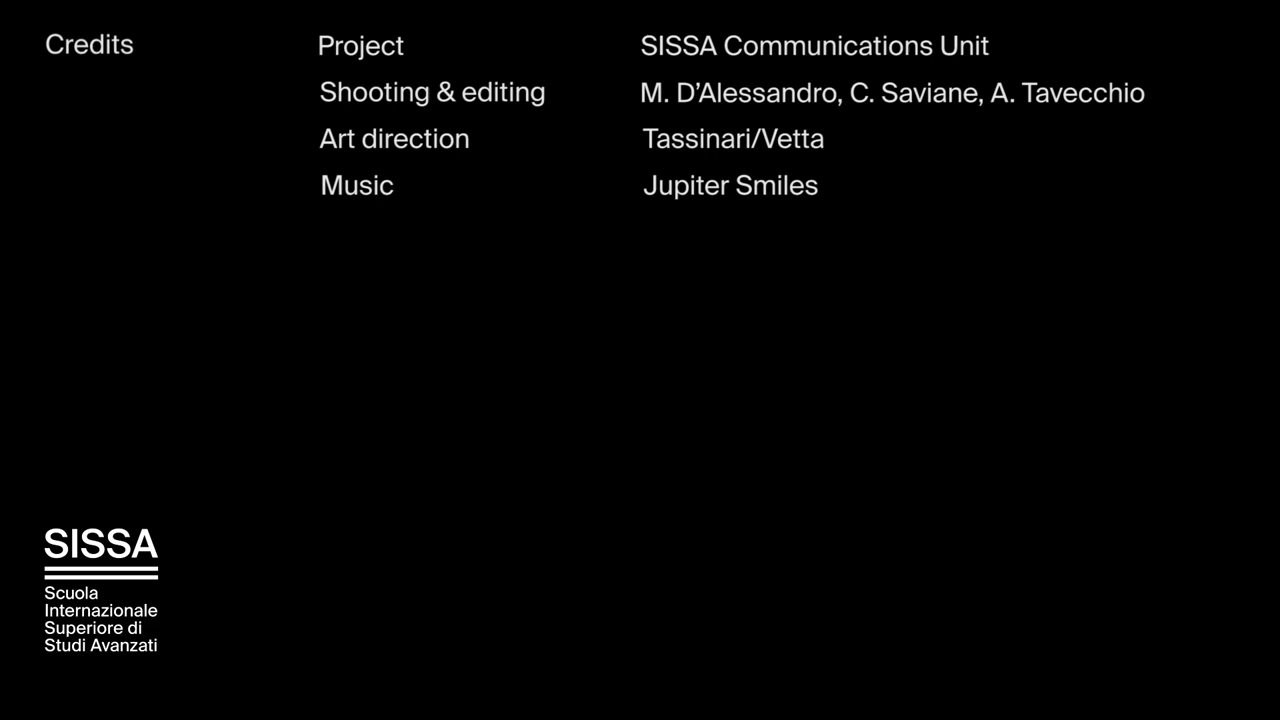 Credits
Project
SISSA Communications Unit
Shooting & editing
M. D’Alessandro, C. Saviane, A. Tavecchio
Art direction
Tassinari/Vetta
Music
Jupiter Smiles
SISSA
Scuola
Internazionale
Superiore di
Studi Avanzati